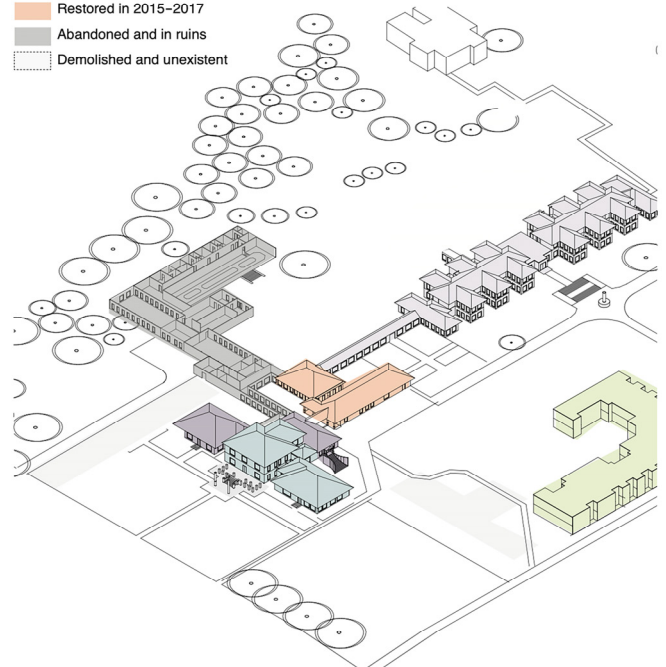 Restored in 2015–2017
Abandoned and in ruins
Demolished and unexistent